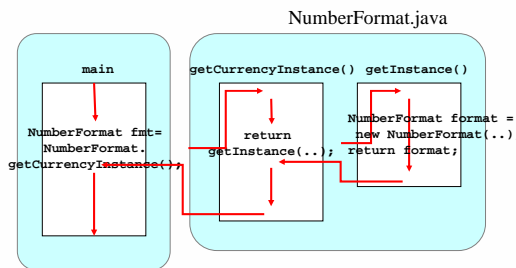 NumberFormat.java
main
NumberFormat fmt=
NumberFormat.
getCurrencyInstance();
getCurrencyInstance()
return
getInstance(..);
getInstance()
NumberFormat format =
new NumberFormat(..)
return format;